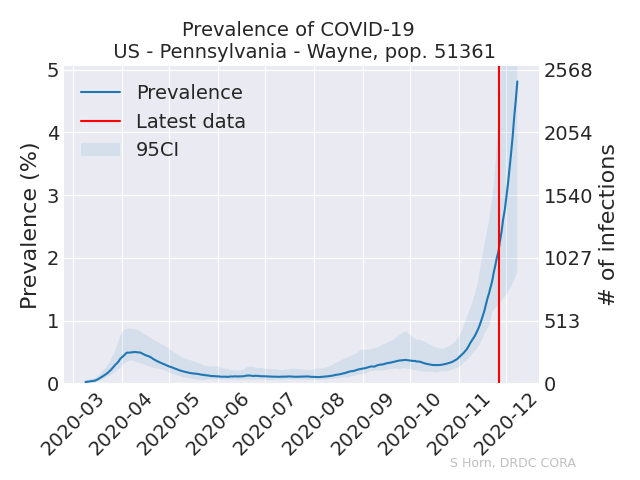 Prevalence of COVID-19
US - Pennsylvania - Wayne, pop. 51361
Prevalence
Latest data
95CI
Prevalence (%)
5
4
3
2
1
0
2568
2054
1540
1027
513
0
# of infections
2020-03
2020-04
2020-05
2020-06
2020-07
2020-08
2020-09
2020-10
2020-11
2020-12
S Horn, DRDC CORA